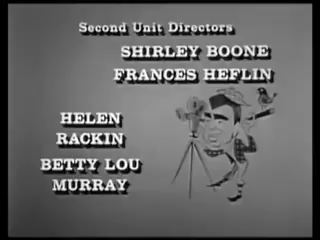 Second Unit Directors
SHIRLEY BOONE
FRANCES HEFLIN
HELEN
RACKIN
BETTY LOU
MURRAY